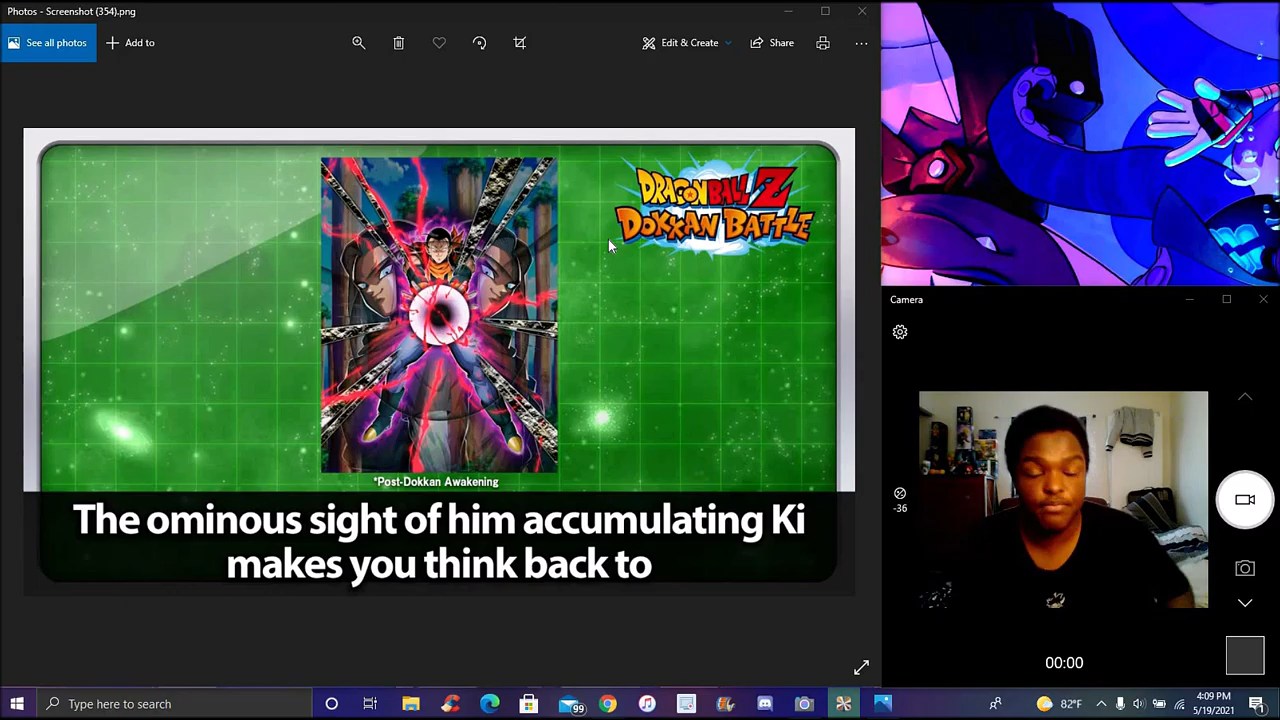 Photos - Screenshot (354).png
See all photos
Add to
Edit & Create
Share
DRAGON BALL Z
DOKKAN BATTLE
*Post-Dokkan Awakening
The ominous sight of him accumulating Ki
makes you think back to
Camera
-36
00:00
Type here to search
99
82°F
4:09 PM
5/19/2021
1